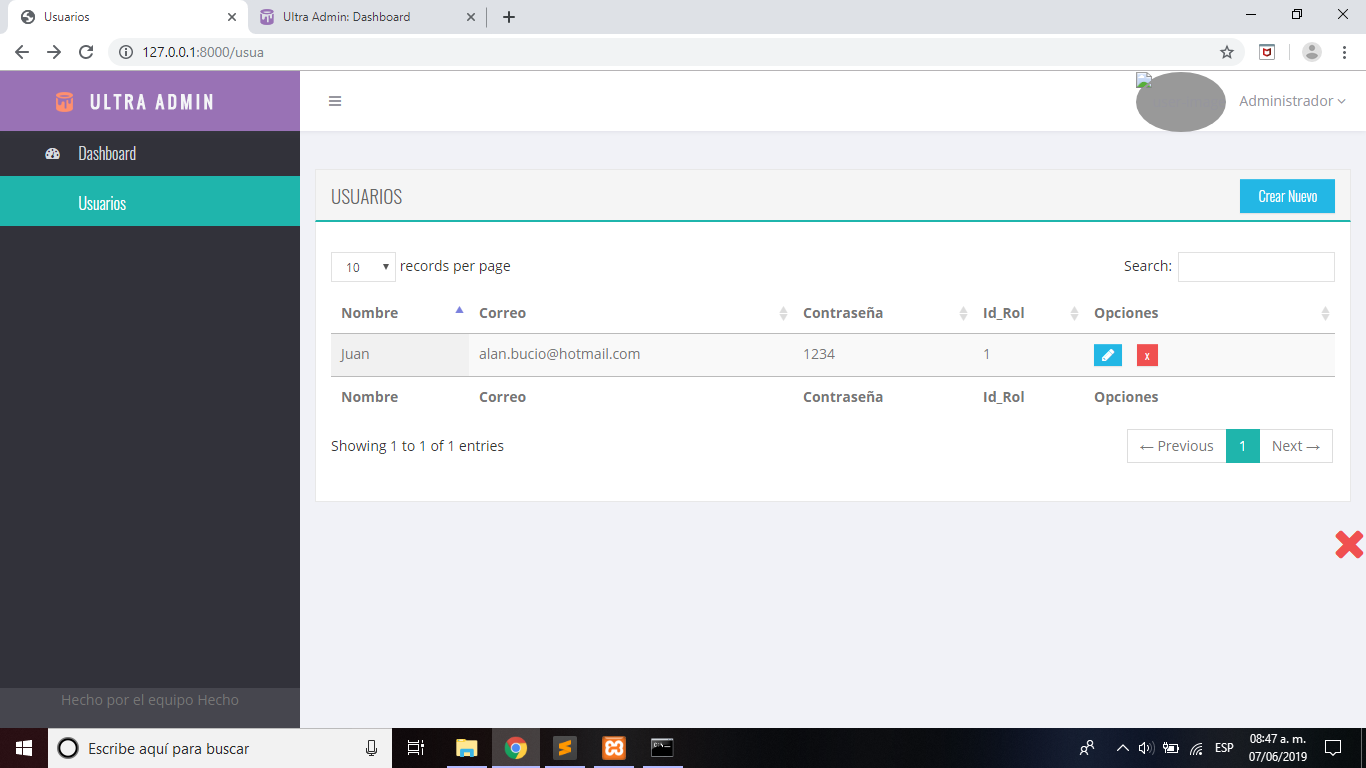 Usuarios
Ultra Admin: Dashboard
127.0.0.1:8000/usua
ULTRA ADMIN
Administrador
Dashboard
Usuarios
USUARIOS
Crear Nuevo
10 records per page
Search:
Nombre Correo Contraseña Id_Rol Opciones
Juan alan.bucio@hotmail.com 1234 1 x
Nombre Correo Contraseña Id_Rol Opciones
Showing 1 to 1 of 1 entries
← Previous 1 Next →
Hecho por el equipo Hecho
Escribe aquí para buscar
ESP
08:47 a. m.
07/06/2019